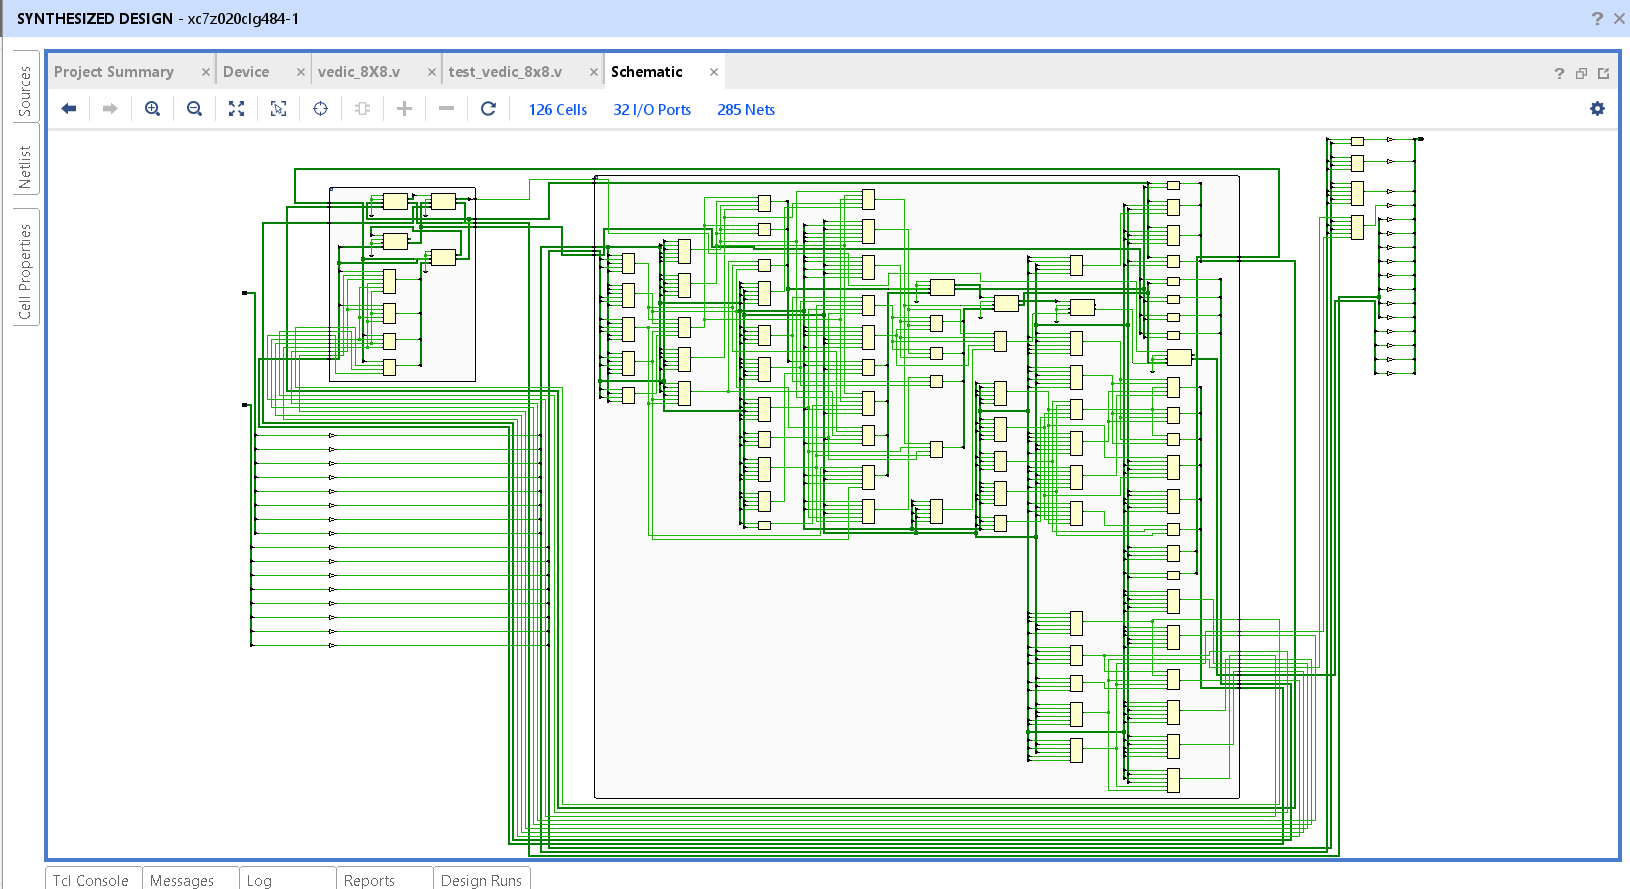 SYNTHESIZED DESIGN - xc7z020clg484-1
Sources
Netlist
Cell Properties
Project Summary
Device
vedic_8X8.v
test_vedic_8x8.v
Schematic
126 Cells
32 I/O Ports
285 Nets
Tcl Console
Messages
Log
Reports
Design Runs